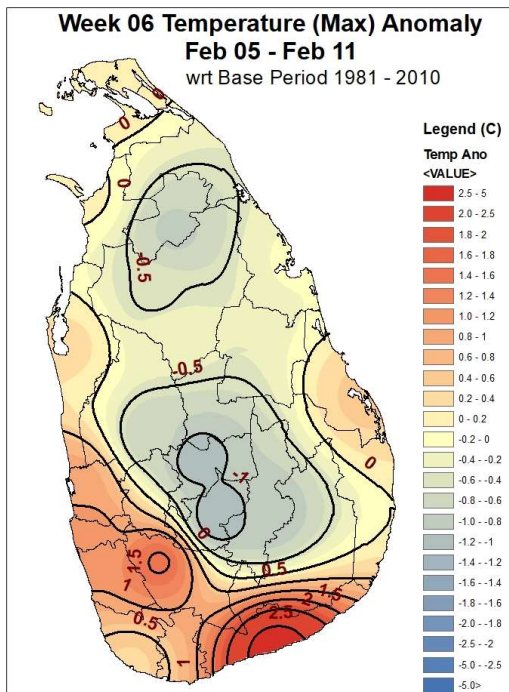 Week 06 Temperature (Max) Anomaly
Feb 05 - Feb 11
wrt Base Period 1981 - 2010
Legend (C)
Temp Ano
<VALUE>
2.5 - 5
2.0 - 2.5
1.8 - 2
1.6 - 1.8
1.4 - 1.6
1.2 - 1.4
1.0 - 1.2
0.8 - 1
0.6 - 0.8
0.4 - 0.6
0.2 - 0.4
0 - 0.2
-0.2 - 0
-0.4 - -0.2
-0.6 - -0.4
-0.8 - -0.6
-1.0 - -0.8
-1.2 - -1
-1.4 - -1.2
-1.6 - -1.4
-1.8 - -1.6
-2.0 - -1.8
-2.5 - -2
-5.0 - -2.5
-5.0>
0
0
0
-0.5
-0.5
0
-1
0
0.5
1.5
1
0.5
1
1.5
2
2.5